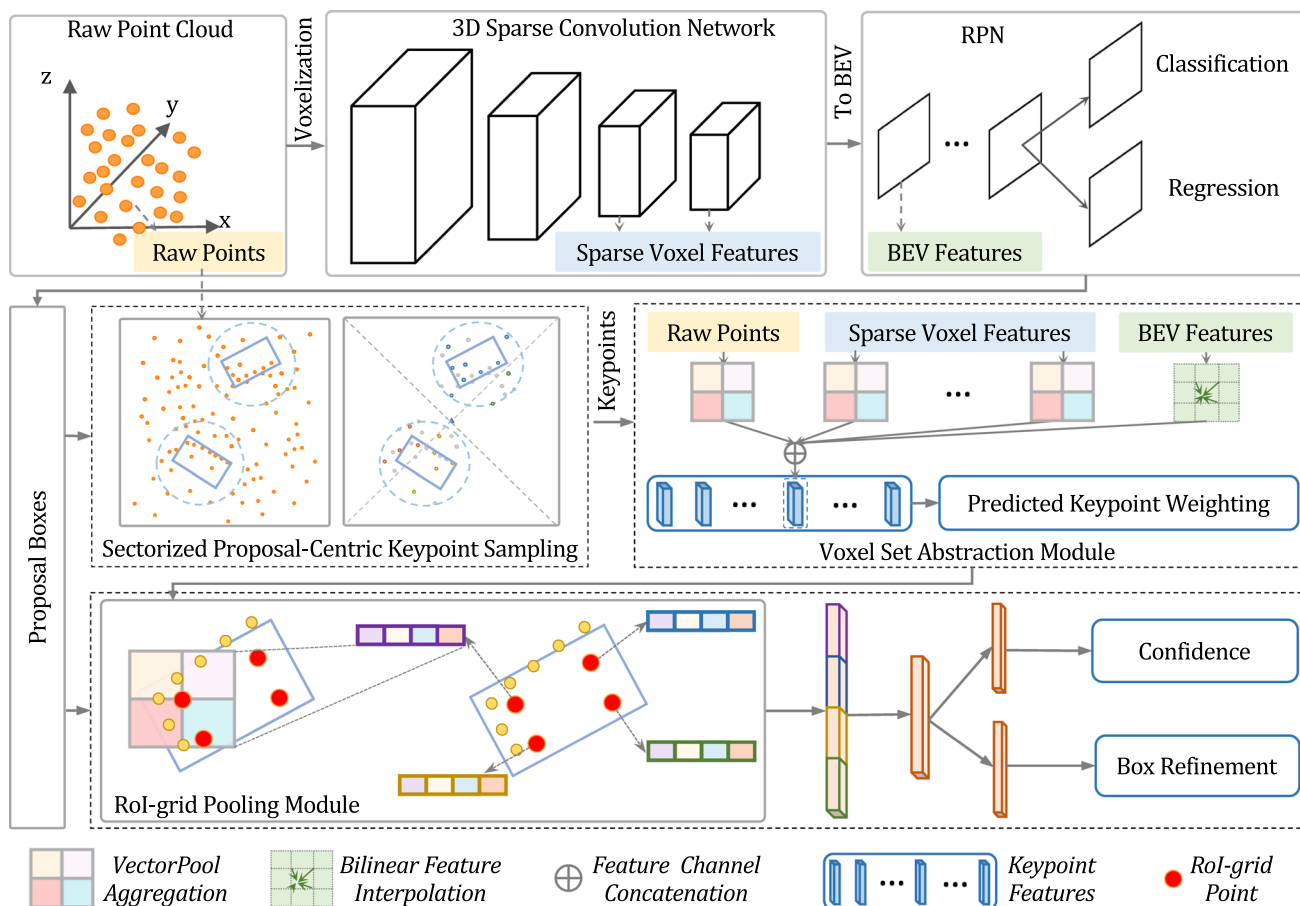 Raw Point Cloud
z
y
x
Raw Points
Voxelization
3D Sparse Convolution Network
Sparse Voxel Features
To BEV
RPN
Classification
Regression
BEV Features
Proposal Boxes
Sectorized Proposal-Centric Keypoint Sampling
Keypoints
Raw Points
Sparse Voxel Features
BEV Features
Predicted Keypoint Weighting
Voxel Set Abstraction Module
RoI-grid Pooling Module
Confidence
Box Refinement
VectorPool
Aggregation
Bilinear Feature
Interpolation
Feature Channel
Concatenation
Keypoint
Features
RoI-grid
Point